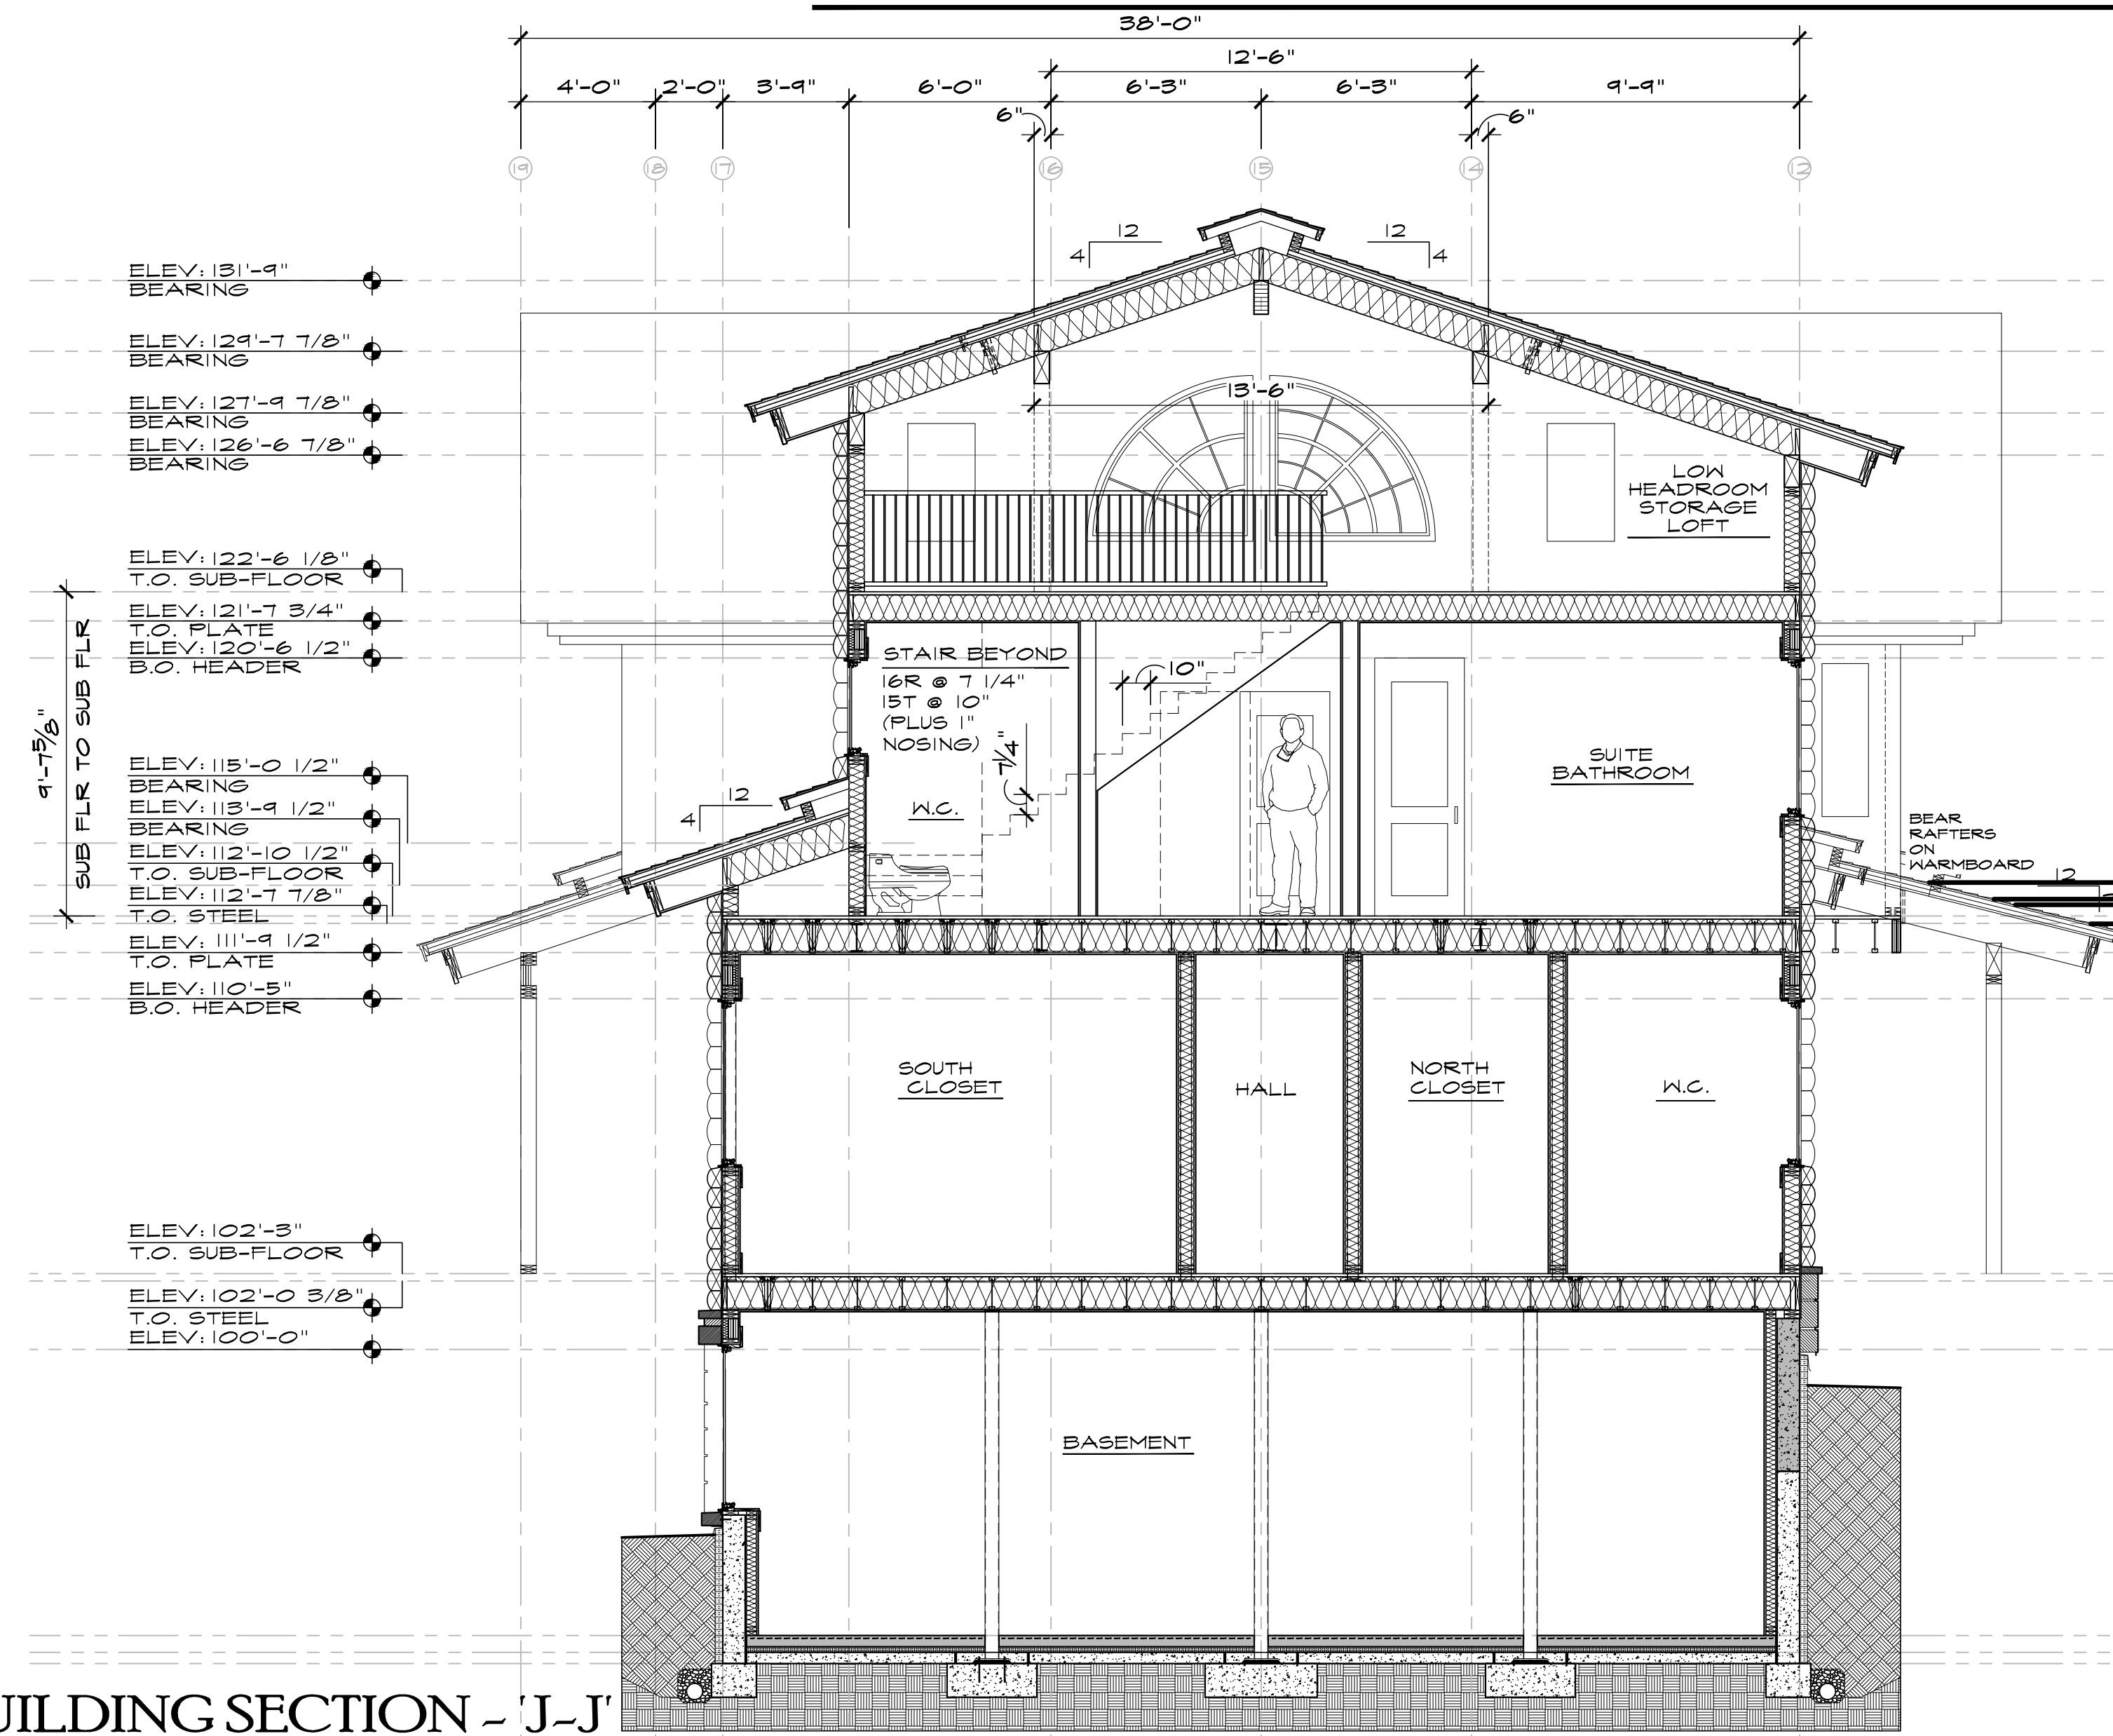 38'-0"
12'-6"
4'-0" 2'-0" 3'-9" 6'-0" 6'-3" 6'-3" 9'-9"
6" 6"
19 18 17 16 15 14 12
12 12
4 4
ELEV: 131'-9"
BEARING
ELEV: 129'-7 7/8"
BEARING
ELEV: 127'-9 7/8"
BEARING
ELEV: 126'-6 7/8"
BEARING
13'-6"
LOW
HEADROOM
STORAGE
LOFT
ELEV: 122'-6 1/8"
T.O. SUB-FLOOR
ELEV: 121'-7 3/4"
T.O. PLATE
ELEV: 120'-6 1/2"
B.O. HEADER
9'-7 5/8"
SUB FLR TO SUB FLR
STAIR BEYOND
16R @ 7 1/4"
15T @ 10"
(PLUS 1"
NOSING)
10"
7 1/4"
W.C.
SUITE
BATHROOM
ELEV: 115'-0 1/2"
BEARING
ELEV: 113'-9 1/2"
BEARING
ELEV: 112'-10 1/2"
T.O. SUB-FLOOR
ELEV: 112'-7 7/8"
T.O. STEEL
ELEV: 111'-9 1/2"
T.O. PLATE
ELEV: 110'-5"
B.O. HEADER
12
4
BEAR
RAFTERS
ON
WARMBOARD
12
SOUTH
CLOSET
HALL
NORTH
CLOSET
W.C.
ELEV: 102'-3"
T.O. SUB-FLOOR
ELEV: 102'-0 3/8"
T.O. STEEL
ELEV: 100'-0"
BASEMENT
UILDING SECTION ~ 'J~J'